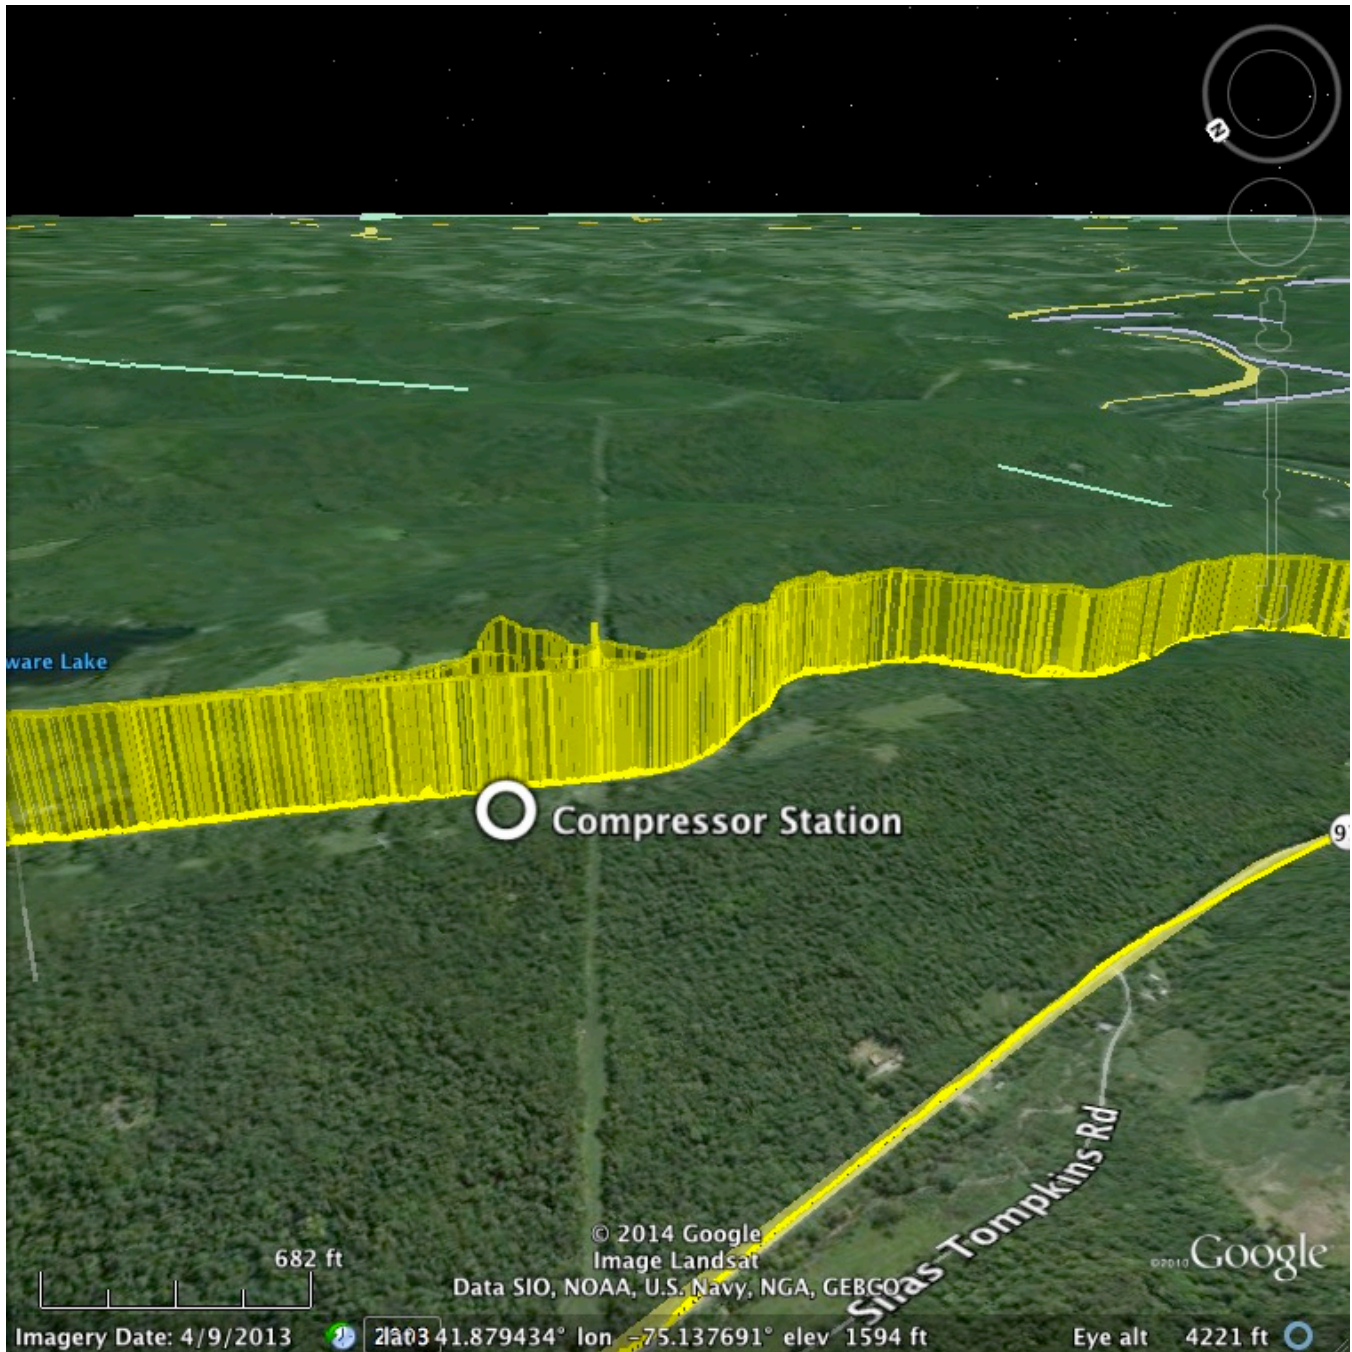 N
ware Lake
Compressor Station
Silas Tompkins Rd
682 ft
© 2014 Google
Image Landsat
Data SIO, NOAA, U.S. Navy, NGA, GEBCO
©2010 Google
Imagery Date: 4/9/2013 41.879434° lon -75.137691° elev 1594 ft Eye alt 4221 ft